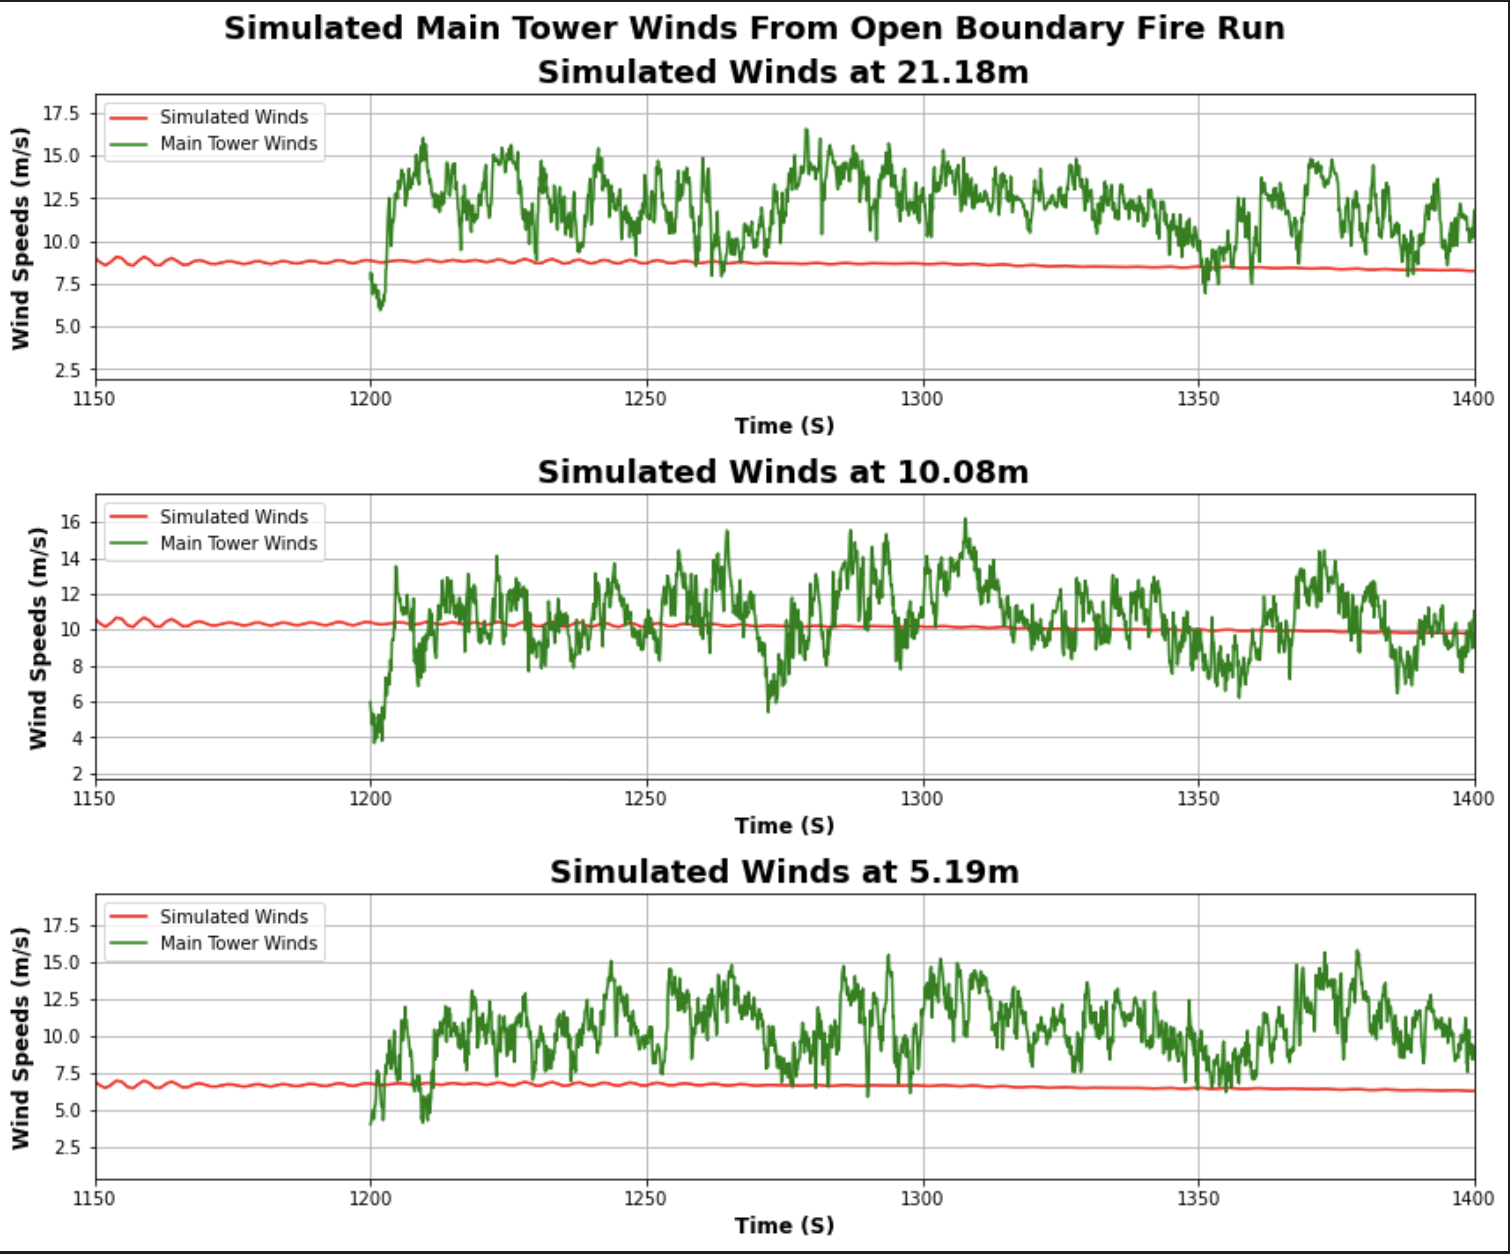 Simulated Main Tower Winds From Open Boundary Fire Run
Simulated Winds at 21.18m
Simulated Winds
Main Tower Winds
Wind Speeds (m/s)
17.5
15.0
12.5
10.0
7.5
5.0
2.5
1150 1200 1250 1300 1350 1400
Time (S)
Simulated Winds at 10.08m
Simulated Winds
Main Tower Winds
Wind Speeds (m/s)
16
14
12
10
8
6
4
2
1150 1200 1250 1300 1350 1400
Time (S)
Simulated Winds at 5.19m
Simulated Winds
Main Tower Winds
Wind Speeds (m/s)
17.5
15.0
12.5
10.0
7.5
5.0
2.5
1150 1200 1250 1300 1350 1400
Time (S)